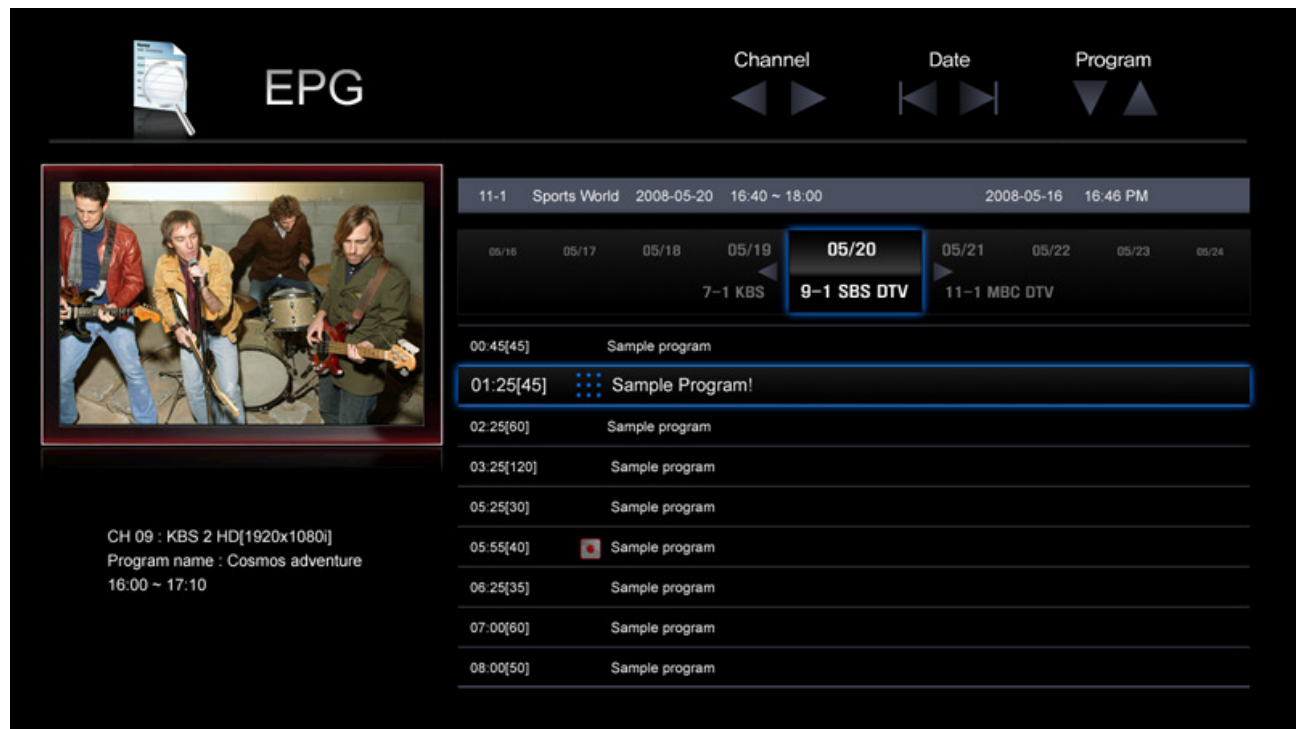 EPG
Channel Date Program
11-1 Sports World 2008-05-20 16:40 ~ 18:00 2008-05-16 16:46 PM
05/16 05/17 05/18 05/19 05/20 05/21 05/22 05/23 05/24
7-1 KBS 9-1 SBS DTV 11-1 MBC DTV
00:45[45] Sample program
01:25[45] Sample Program!
02:25[60] Sample program
03:25[120] Sample program
05:25[30] Sample program
05:55[40] Sample program
06:25[35] Sample program
07:00[60] Sample program
08:00[50] Sample program
CH 09 : KBS 2 HD[1920x1080i]
Program name : Cosmos adventure
16:00 ~ 17:10